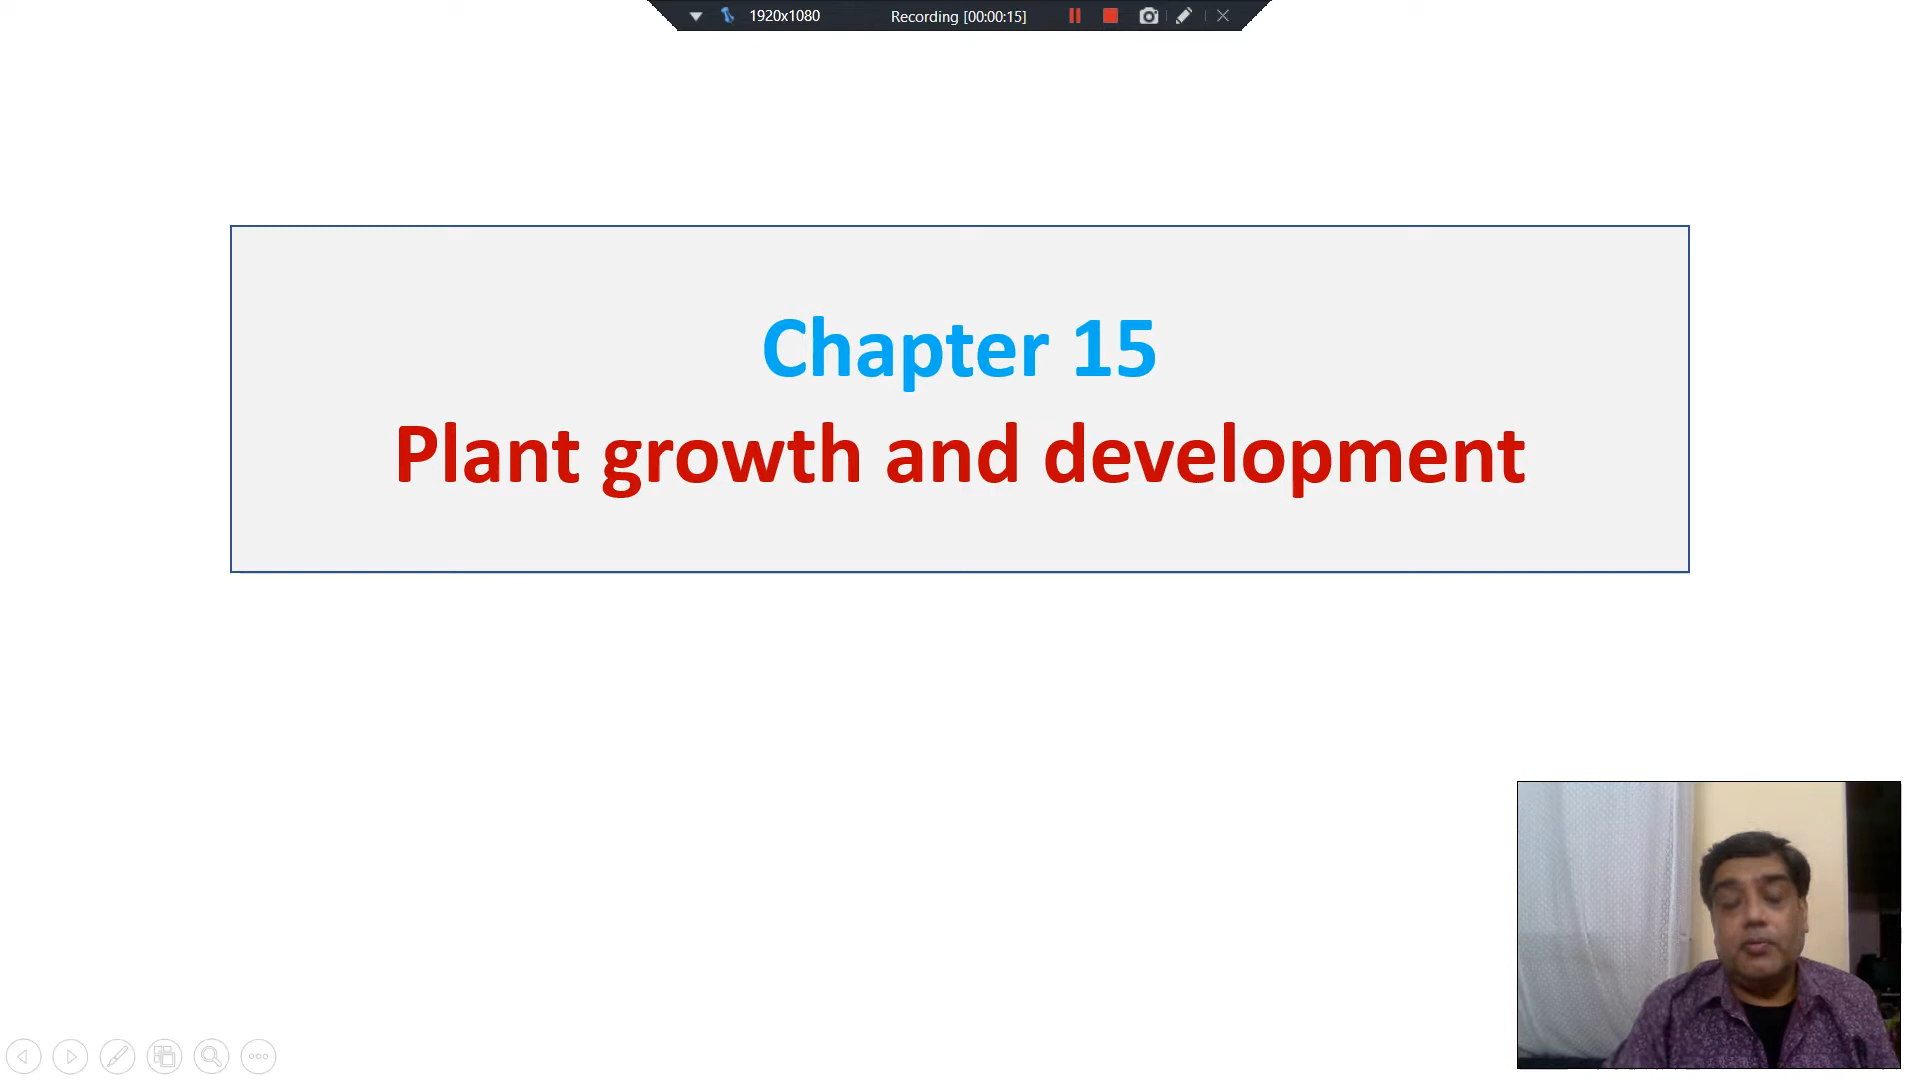 1920x1080 Recording [00:00:15]
Chapter 15
Plant growth and development